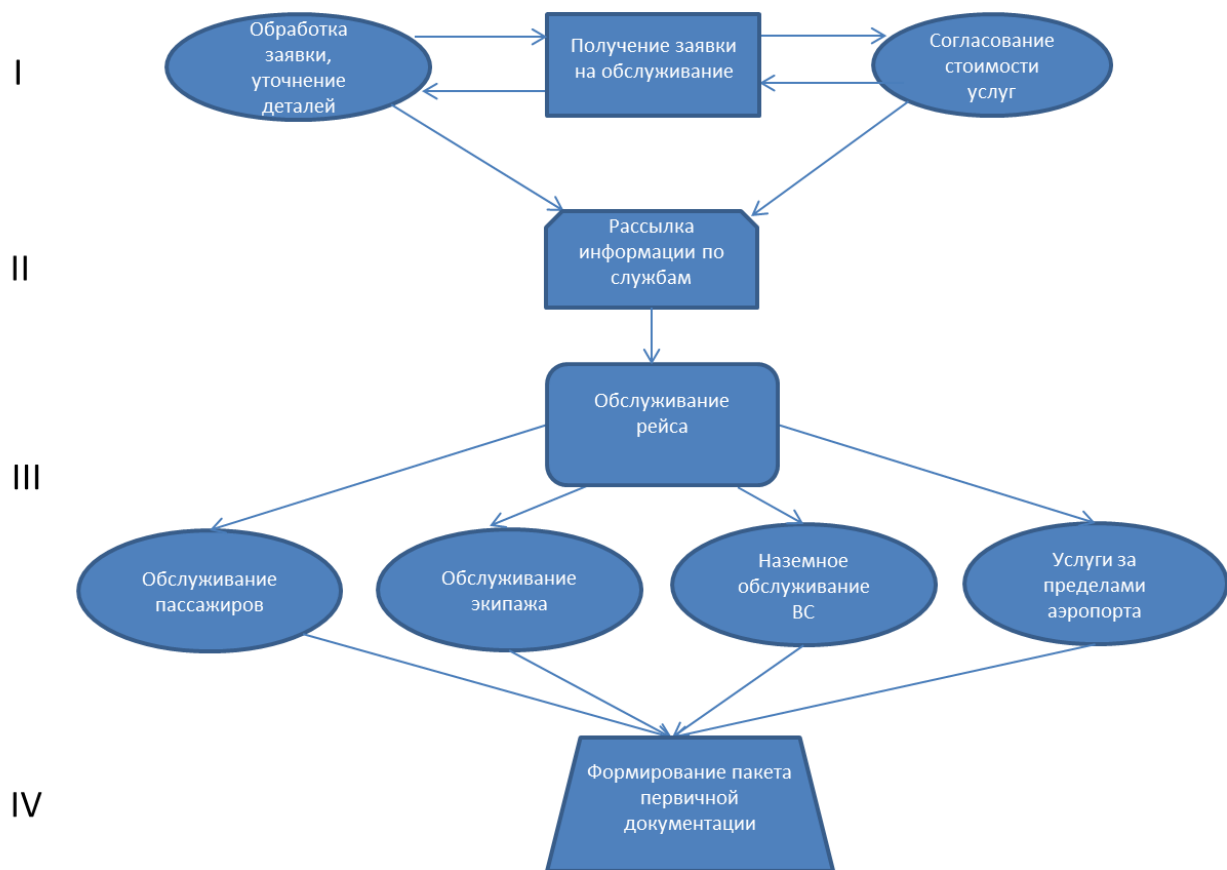 I
Обработка
заявки,
уточнение
деталей
Получение заявки
на обслуживание
Согласование
стоимости
услуг
II
Рассылка
информации по
службам
III
Обслуживание
рейса
Обслуживание
пассажиров
Обслуживание
экипажа
Наземное
обслуживание
ВС
Услуги за
пределами
аэропорта
IV
Формирование пакета
первичной
документации